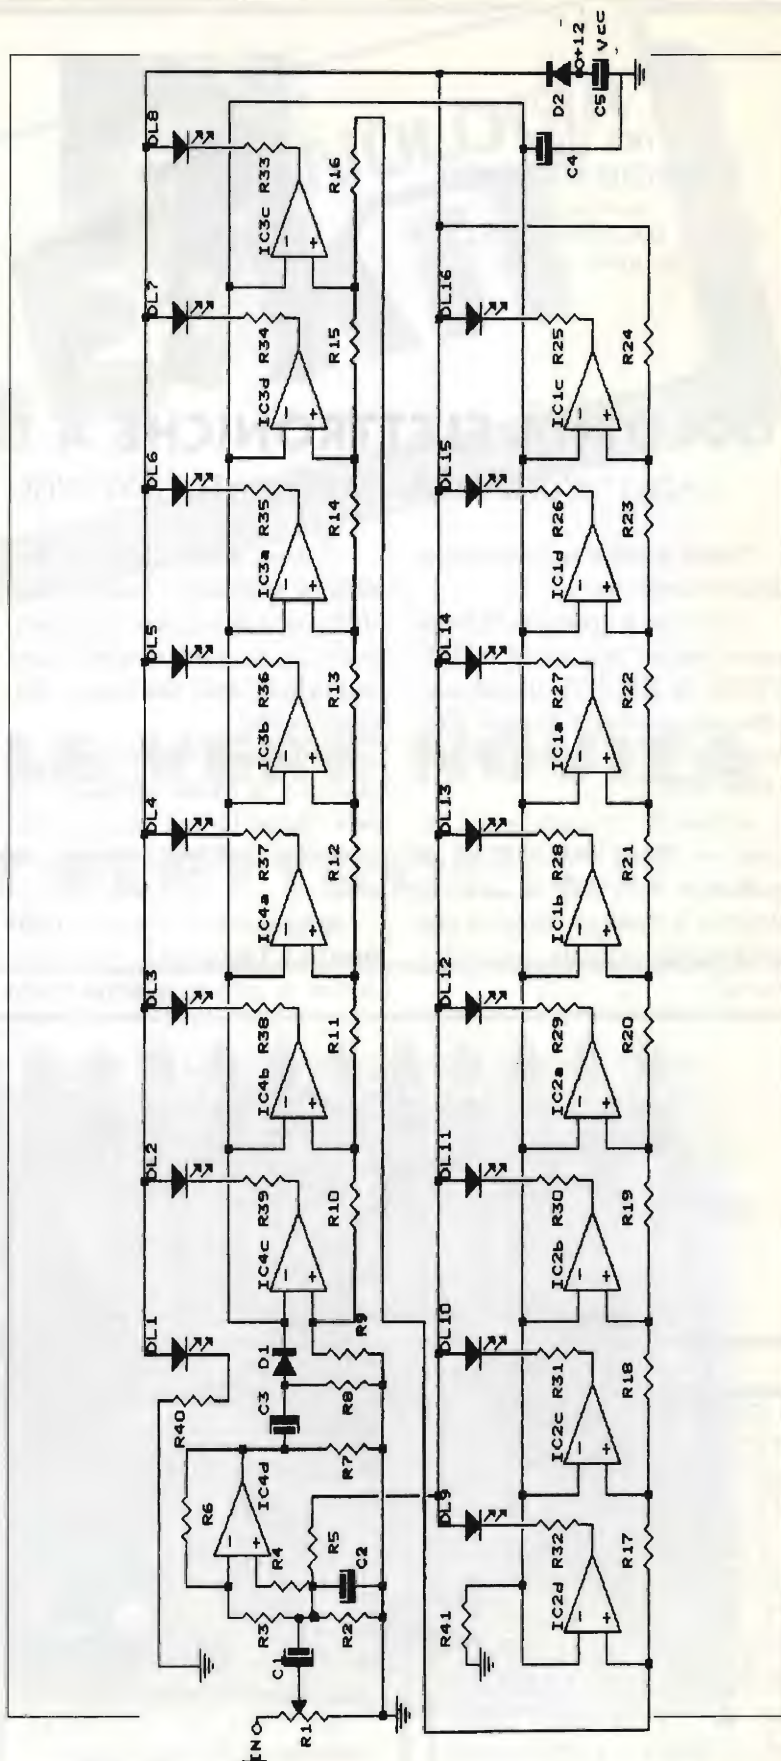 DL1 DL2 DL3 DL4 DL5 DL6 DL7 DL8
R40 R39 R38 R37 R36 R35 R34 R33
IC4c IC4b IC4a IC3b IC3a IC3d IC3c
- + - + - + - + - + - + - +
R10 R11 R12 R13 R14 R15 R16
R6 IC4d - + C3 D1
R3 R4 R5 R7 R8 R9
IN R1 C1 R2 C2
D2 +12 Vcc C5
C4
DL9 DL10 DL11 DL12 DL13 DL14 DL15 DL16
R41 R32 R31 R30 R29 R28 R27 R26 R25
IC2d IC2c IC2b IC2a IC1b IC1a IC1d IC1c
- + - + - + - + - + - + - + - +
R17 R18 R19 R20 R21 R22 R23 R24